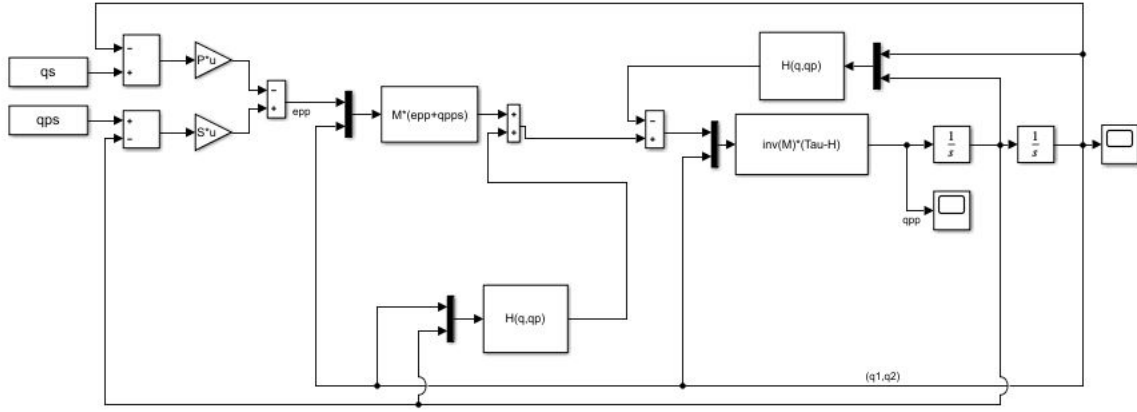 qs
P*u
qps
S*u
epp
M*(epp+qpps)
H(q,qp)
inv(M)*(Tau-H)
1
s
1
s
qpp
H(q,qp)
(q1,q2)